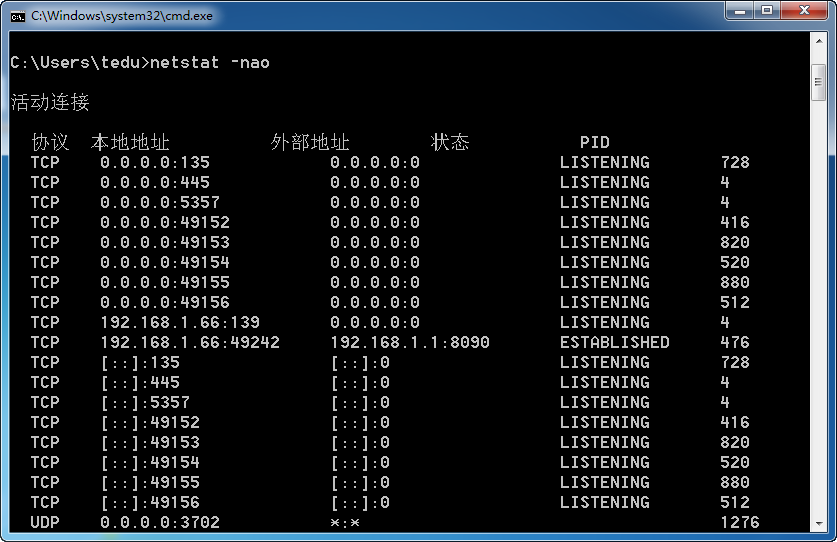 C:\Windows\system32\cmd.exe
C:\Users\tedu>netstat -nao
活动连接
协议 本地地址 外部地址 状态 PID
TCP 0.0.0.0:135 0.0.0.0:0 LISTENING 728
TCP 0.0.0.0:445 0.0.0.0:0 LISTENING 4
TCP 0.0.0.0:5357 0.0.0.0:0 LISTENING 4
TCP 0.0.0.0:49152 0.0.0.0:0 LISTENING 416
TCP 0.0.0.0:49153 0.0.0.0:0 LISTENING 820
TCP 0.0.0.0:49154 0.0.0.0:0 LISTENING 520
TCP 0.0.0.0:49155 0.0.0.0:0 LISTENING 880
TCP 0.0.0.0:49156 0.0.0.0:0 LISTENING 512
TCP 192.168.1.66:139 0.0.0.0:0 LISTENING 4
TCP 192.168.1.66:49242 192.168.1.1:8090 ESTABLISHED 476
TCP [::]:135 [::]:0 LISTENING 728
TCP [::]:445 [::]:0 LISTENING 4
TCP [::]:5357 [::]:0 LISTENING 4
TCP [::]:49152 [::]:0 LISTENING 416
TCP [::]:49153 [::]:0 LISTENING 820
TCP [::]:49154 [::]:0 LISTENING 520
TCP [::]:49155 [::]:0 LISTENING 880
TCP [::]:49156 [::]:0 LISTENING 512
UDP 0.0.0.0:3702 *:* 1276